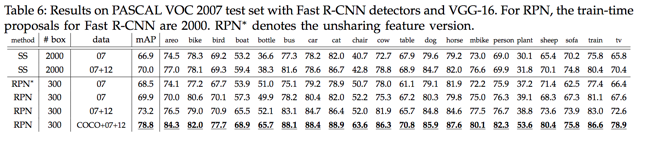 Table 6: Results on PASCAL VOC 2007 test set with Fast R-CNN detectors and VGG-16. For RPN, the train-time
proposals for Fast R-CNN are 2000. RPN* denotes the unsharing feature version.
method # box data mAP areo bike bird boat bottle bus car cat chair cow table dog horse mbike person plant sheep sofa train tv
SS 2000 07 66.9 74.5 78.3 69.2 53.2 36.6 77.3 78.2 82.0 40.7 72.7 67.9 79.6 79.2 73.0 69.0 30.1 65.4 70.2 75.8 65.8
SS 2000 07+12 70.0 77.0 78.1 69.3 59.4 38.3 81.6 78.6 86.7 42.8 78.8 68.9 84.7 82.0 76.6 69.9 31.8 70.1 74.8 80.4 70.4
RPN* 300 07 68.5 74.1 77.2 67.7 53.9 51.0 75.1 79.2 78.9 50.7 78.0 61.1 79.1 81.9 72.2 75.9 37.2 71.4 62.5 77.4 66.4
RPN 300 07 69.9 70.0 80.6 70.1 57.3 49.9 78.2 80.4 82.0 52.2 75.3 67.2 80.3 79.8 75.0 76.3 39.1 68.3 67.3 81.1 67.6
RPN 300 07+12 73.2 76.5 79.0 70.9 65.5 52.1 83.1 84.7 86.4 52.0 81.9 65.7 84.8 84.6 77.5 76.7 38.8 73.6 73.9 83.0 72.6
RPN 300 COCO+07+12 78.8 84.3 82.0 77.7 68.9 65.7 88.1 88.4 88.9 63.6 86.3 70.8 85.9 87.6 80.1 82.3 53.6 80.4 75.8 86.6 78.9